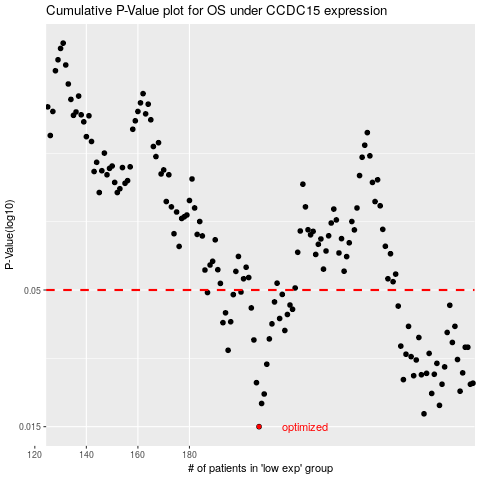 Cumulative P-Value plot for OS under CCDC15 expression
P-Value(log10)
0.05
0.015
optimized
120 140 160 180
# of patients in 'low exp' group